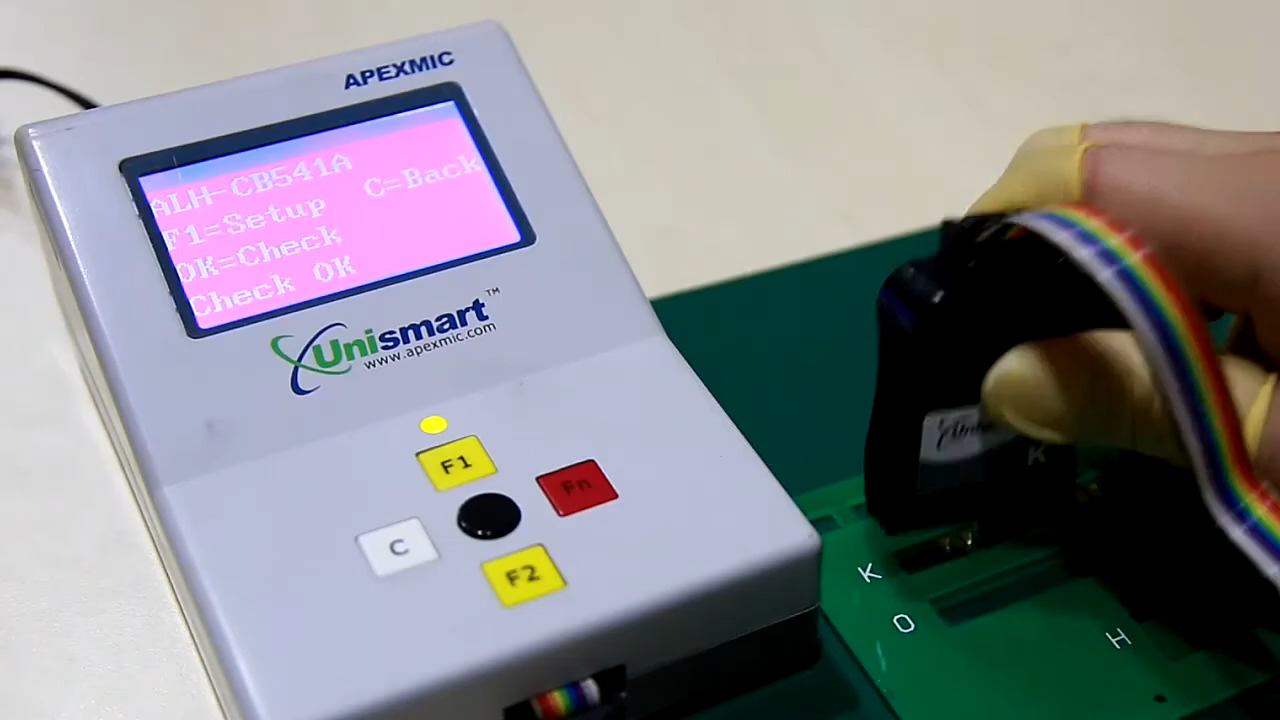 APEXMIC
ALH-CB541A
F1=Setup C=Back
OK=Check
Check OK
Unismart™
www.apexmic.com
F1
Fn
C
F2
K
K
O
H